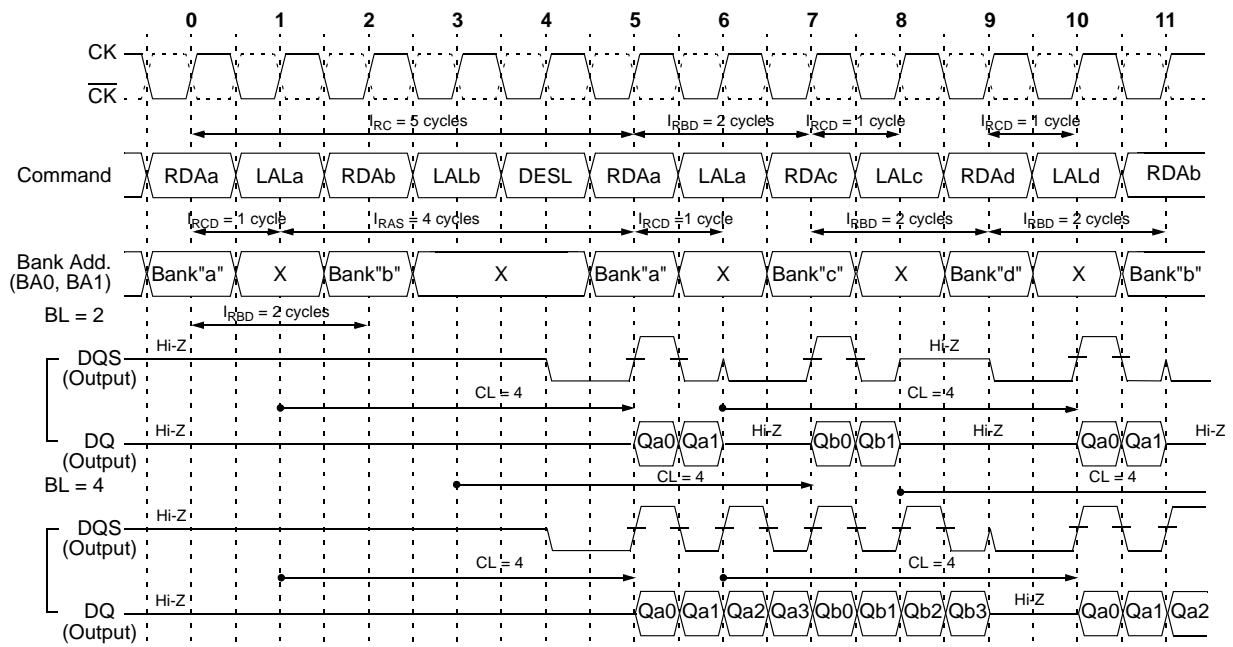 0 1 2 3 4 5 6 7 8 9 10 11
CK
CK
IRC = 5 cycles IRBD = 2 cycles IRCD = 1 cycle IRCD = 1 cycle
Command RDAa LALa RDAb LALb DESL RDAa LALa RDAc LALc RDAd LALd RDAb
IRCD = 1 cycle IRAS = 4 cycles IRCD =1 cycle IRBD = 2 cycles IRBD = 2 cycles
Bank Add.
(BA0, BA1) Bank"a" X Bank"b" X Bank"a" X Bank"c" X Bank"d" X Bank"b"
BL = 2 IRBD = 2 cycles
Hi-Z Hi-Z
DQS
(Output)
CL = 4 CL = 4
DQ Hi-Z Qa0 Qa1 Hi-Z Qb0 Qb1 Hi-Z Qa0 Qa1 Hi-Z
(Output)
BL = 4 CL = 4 CL = 4
Hi-Z
DQS
(Output)
CL = 4 CL = 4
DQ Hi-Z Qa0 Qa1 Qa2 Qa3 Qb0 Qb1 Qb2 Qb3 Hi-Z Qa0 Qa1 Qa2
(Output)